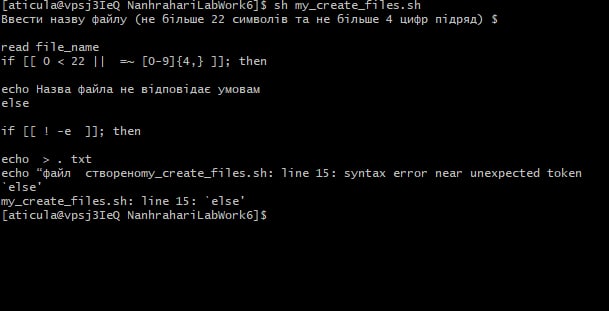 [aticula@vpsj3IeQ NanhrahariLabWork6]$ sh my_create_files.sh
Ввести назву файлу (не більше 22 символів та не більше 4 цифр підряд) $
read file_name
if [[ 0 < 22 ||  =~ [0-9]{4,} ]]; then
echo Назва файла не відповідає умовам
else
if [[ ! -e  ]]; then
echo  > . txt
echo “файл  створеноmy_create_files.sh: line 15: syntax error near unexpected token
`else'
my_create_files.sh: line 15: `else'
[aticula@vpsj3IeQ NanhrahariLabWork6]$